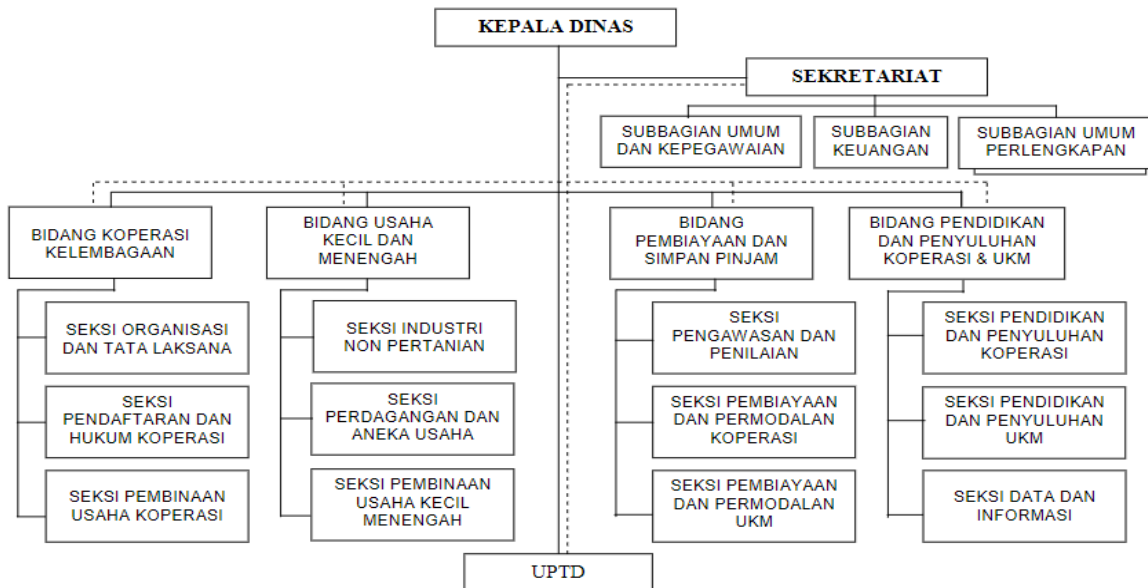 KEPALA DINAS
SEKRETARIAT
SUBBAGIAN UMUM
DAN KEPEGAWAIAN
SUBBAGIAN
KEUANGAN
SUBBAGIAN UMUM
PERLENGKAPAN
BIDANG KOPERASI
KELEMBAGAAN
BIDANG USAHA
KECIL DAN
MENENGAH
BIDANG
PEMBIAYAAN DAN
SIMPAN PINJAM
BIDANG PENDIDIKAN
DAN PENYULUHAN
KOPERASI & UKM
SEKSI ORGANISASI
DAN TATA LAKSANA
SEKSI
PENDAFTARAN DAN
HUKUM KOPERASI
SEKSI PEMBINAAN
USAHA KOPERASI
SEKSI INDUSTRI
NON PERTANIAN
SEKSI
PERDAGANGAN DAN
ANEKA USAHA
SEKSI PEMBINAAN
USAHA KECIL
MENENGAH
SEKSI
PENGAWASAN DAN
PENILAIAN
SEKSI PEMBIAYAAN
DAN PERMODALAN
KOPERASI
SEKSI PEMBIAYAAN
DAN PERMODALAN
UKM
SEKSI PENDIDIKAN
DAN PENYULUHAN
KOPERASI
SEKSI PENDIDIKAN
DAN PENYULUHAN
UKM
SEKSI DATA DAN
INFORMASI
UPTD